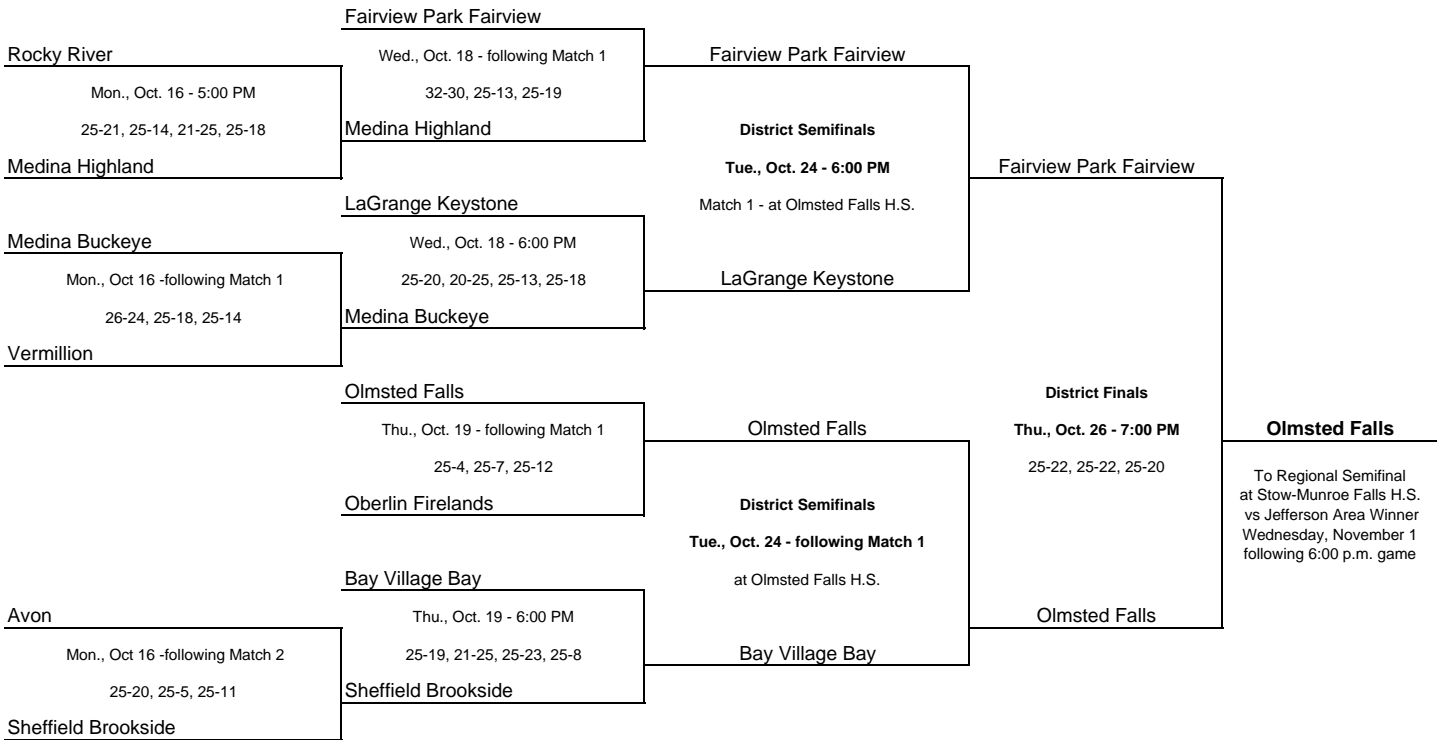 Fairview Park Fairview
Rocky River
Wed., Oct. 18 - following Match 1
Fairview Park Fairview
Mon., Oct. 16 - 5:00 PM
32-30, 25-13, 25-19
25-21, 25-14, 21-25, 25-18
Medina Highland
District Semifinals
Medina Highland
Tue., Oct. 24 - 6:00 PM
Fairview Park Fairview
LaGrange Keystone
Match 1 - at Olmsted Falls H.S.
Medina Buckeye
Wed., Oct. 18 - 6:00 PM
Mon., Oct 16 -following Match 1
25-20, 20-25, 25-13, 25-18
LaGrange Keystone
26-24, 25-18, 25-14
Medina Buckeye
Vermillion
Olmsted Falls
District Finals
Thu., Oct. 19 - following Match 1
Olmsted Falls
Thu., Oct. 26 - 7:00 PM
Olmsted Falls
25-4, 25-7, 25-12
25-22, 25-22, 25-20
To Regional Semifinal
at Stow-Munroe Falls H.S.
vs Jefferson Area Winner
Wednesday, November 1
following 6:00 p.m. game
Oberlin Firelands
District Semifinals
Tue., Oct. 24 - following Match 1
Bay Village Bay
at Olmsted Falls H.S.
Avon
Thu., Oct. 19 - 6:00 PM
Olmsted Falls
Mon., Oct 16 -following Match 2
25-19, 21-25, 25-23, 25-8
Bay Village Bay
25-20, 25-5, 25-11
Sheffield Brookside
Sheffield Brookside